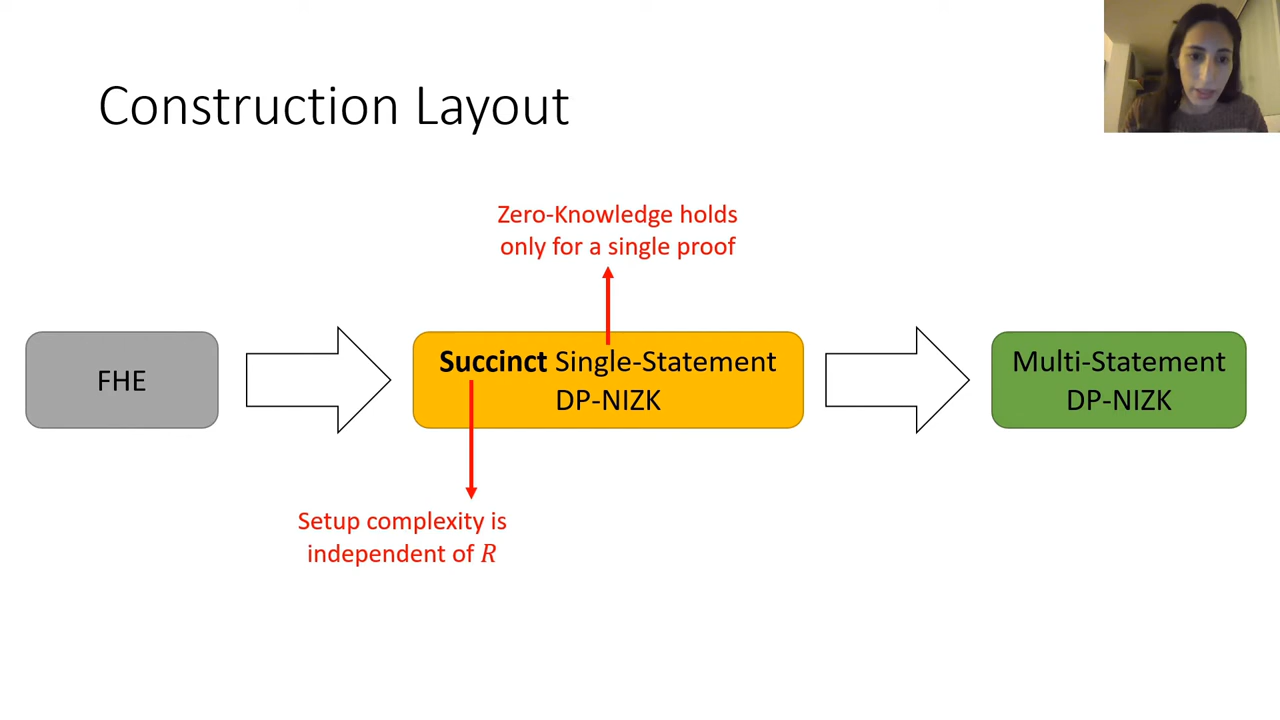 Construction Layout
Zero-Knowledge holds
only for a single proof
FHE
Succinct Single-Statement
DP-NIZK
Multi-Statement
DP-NIZK
Setup complexity is
independent of R